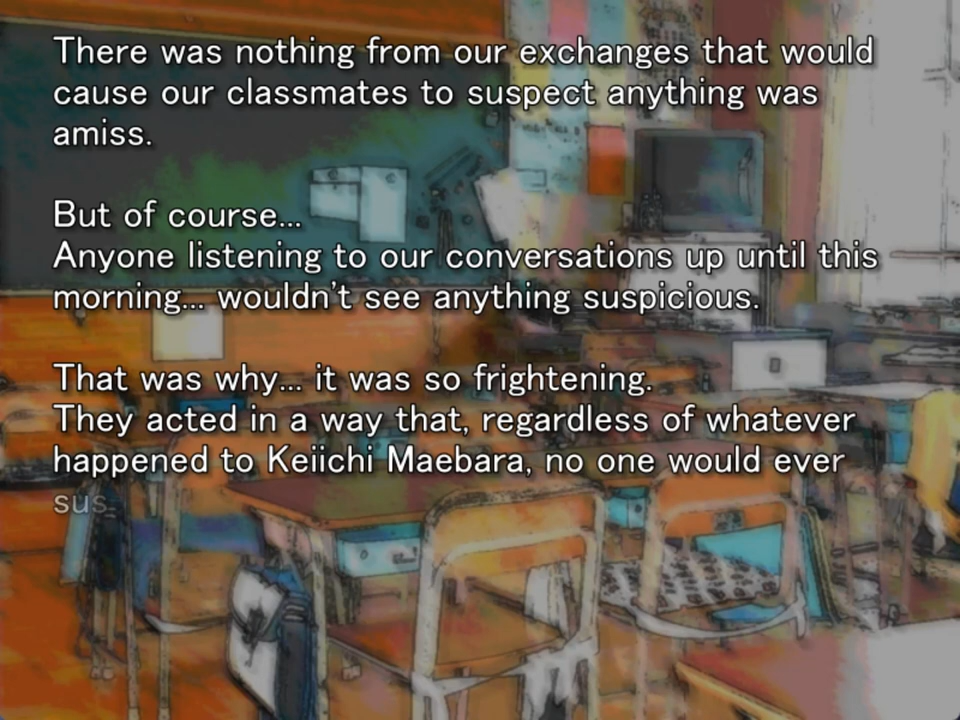 There was nothing from our exchanges that would
cause our classmates to suspect anything was
amiss.
But of course...
Anyone listening to our conversations up until this
morning... wouldn't see anything suspicious.
That was why... it was so frightening.
They acted in a way that, regardless of whatever
happened to Keiichi Maebara, no one would ever
sus